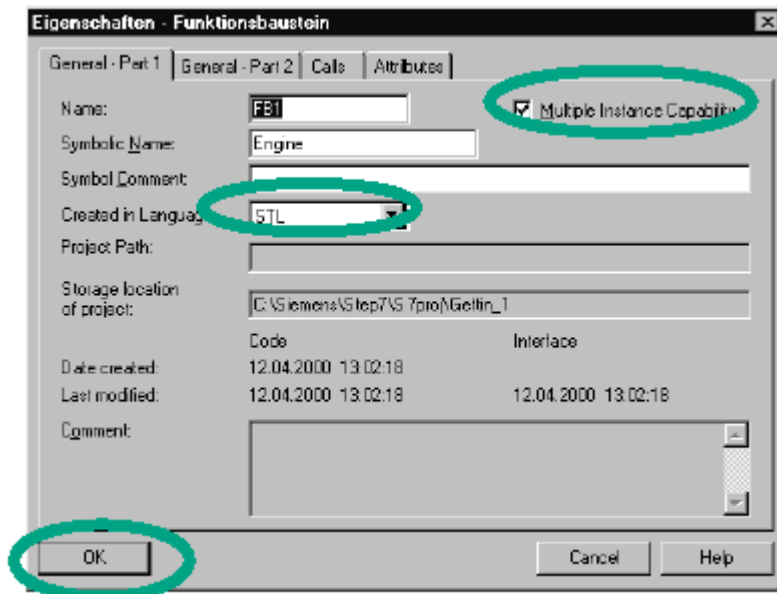 Eigenschaften - Funktionsbaustein
General - Part 1 General - Part 2 Calls Attributes
Name: FB1 Multiple Instance Capability
Symbolic Name: Engine
Symbol Comment:
Created in Languag STL
Project Path:
Storage location
of project: C:\Siemens\Step7\S7proj\Gettin_1
Code Interface
Date created: 12.04.2000 13:02:18
Last modified: 12.04.2000 13:02:18 12.04.2000 13:02:18
Comment:
OK Cancel Help